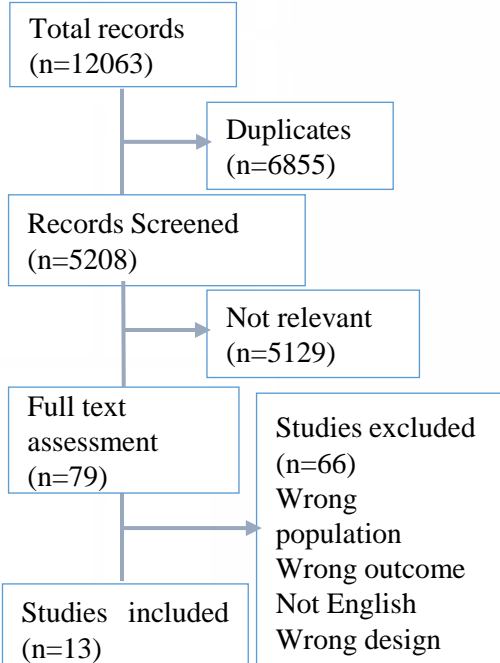 Total records
(n=12063)
Duplicates
(n=6855)
Records Screened
(n=5208)
Not relevant
(n=5129)
Full text
assessment
(n=79)
Studies excluded
(n=66)
Wrong
population
Wrong outcome
Not English
Wrong design
Studies included
(n=13)